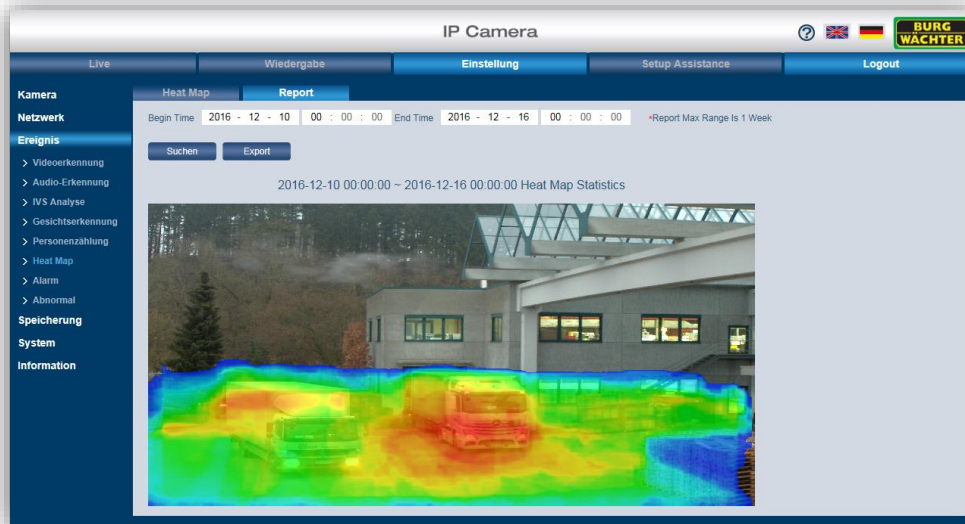 IP Camera
?
BURG
WÄCHTER
Live
Wiedergabe
Einstellung
Setup Assistance
Logout
Kamera
Netzwerk
Ereignis
> Videoerkennung
> Audio-Erkennung
> IVS Analyse
> Gesichtserkennung
> Personenzählung
> Heat Map
> Alarm
> Abnormal
Speicherung
System
Information
Heat Map
Report
Begin Time 2016 - 12 - 10 00 : 00 : 00 End Time 2016 - 12 - 16 00 : 00 : 00 *Report Max Range Is 1 Week
Suchen
Export
2016-12-10 00:00:00 ~ 2016-12-16 00:00:00 Heat Map Statistics